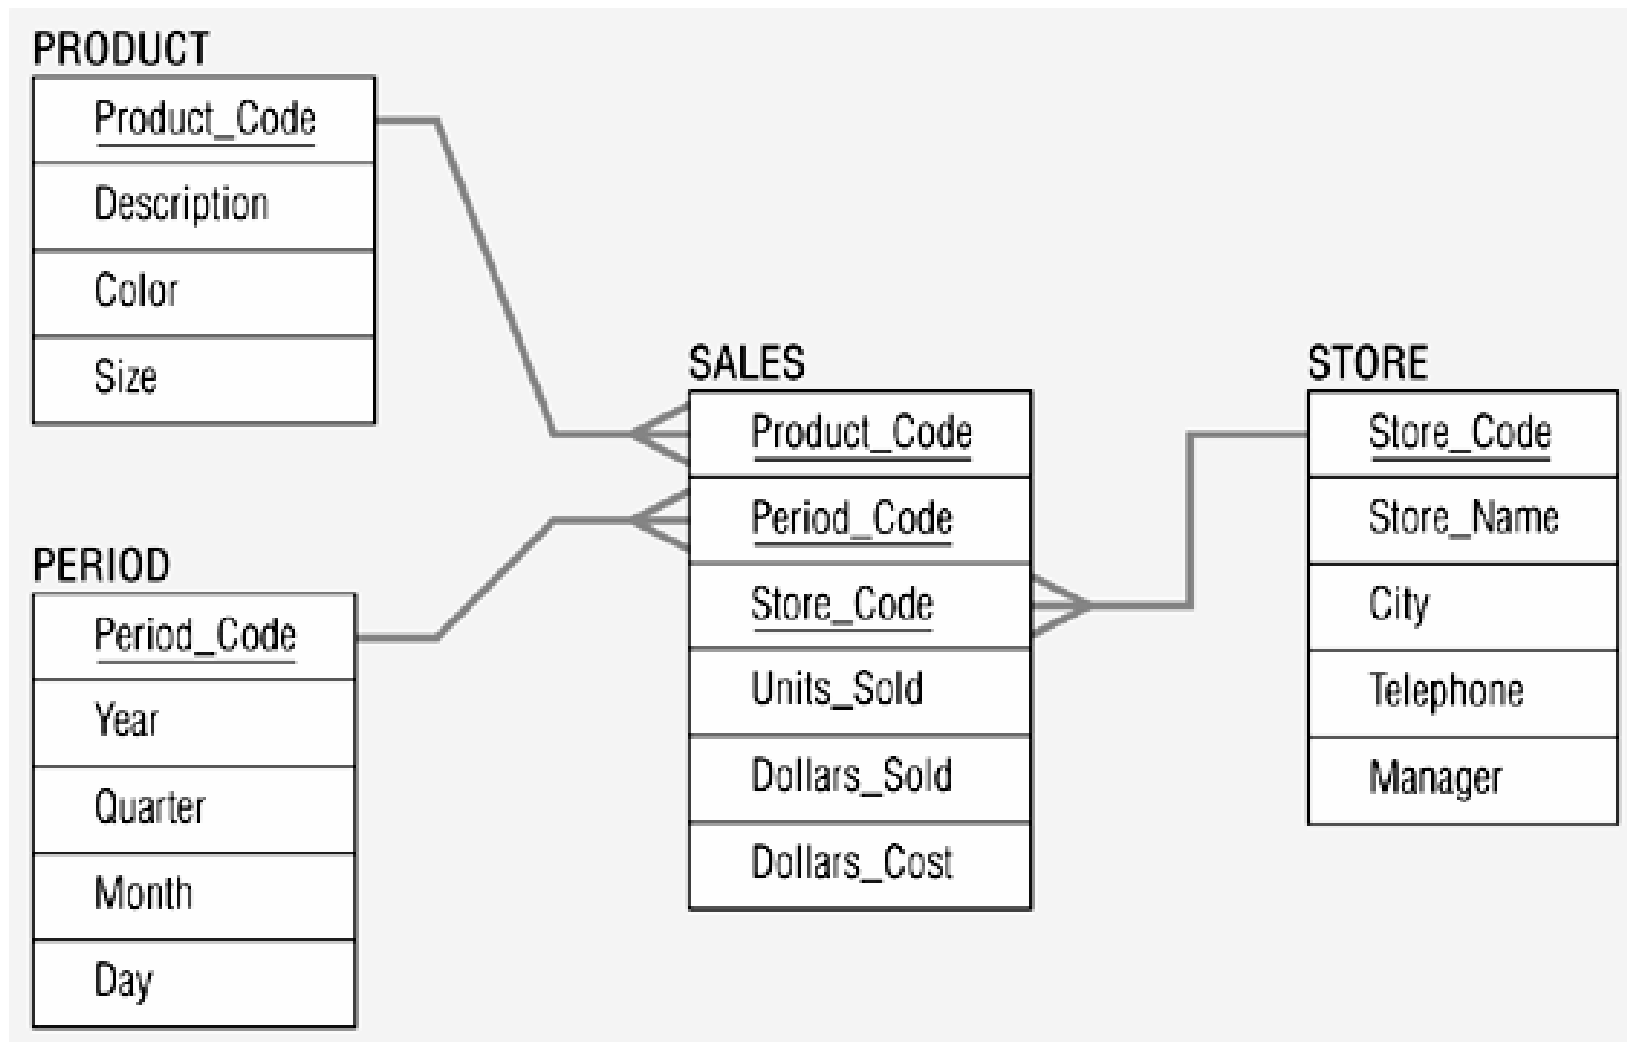 PRODUCT
Product_Code
Description
Color
Size
PERIOD
Period_Code
Year
Quarter
Month
Day
SALES
Product_Code
Period_Code
Store_Code
Units_Sold
Dollars_Sold
Dollars_Cost
STORE
Store_Code
Store_Name
City
Telephone
Manager